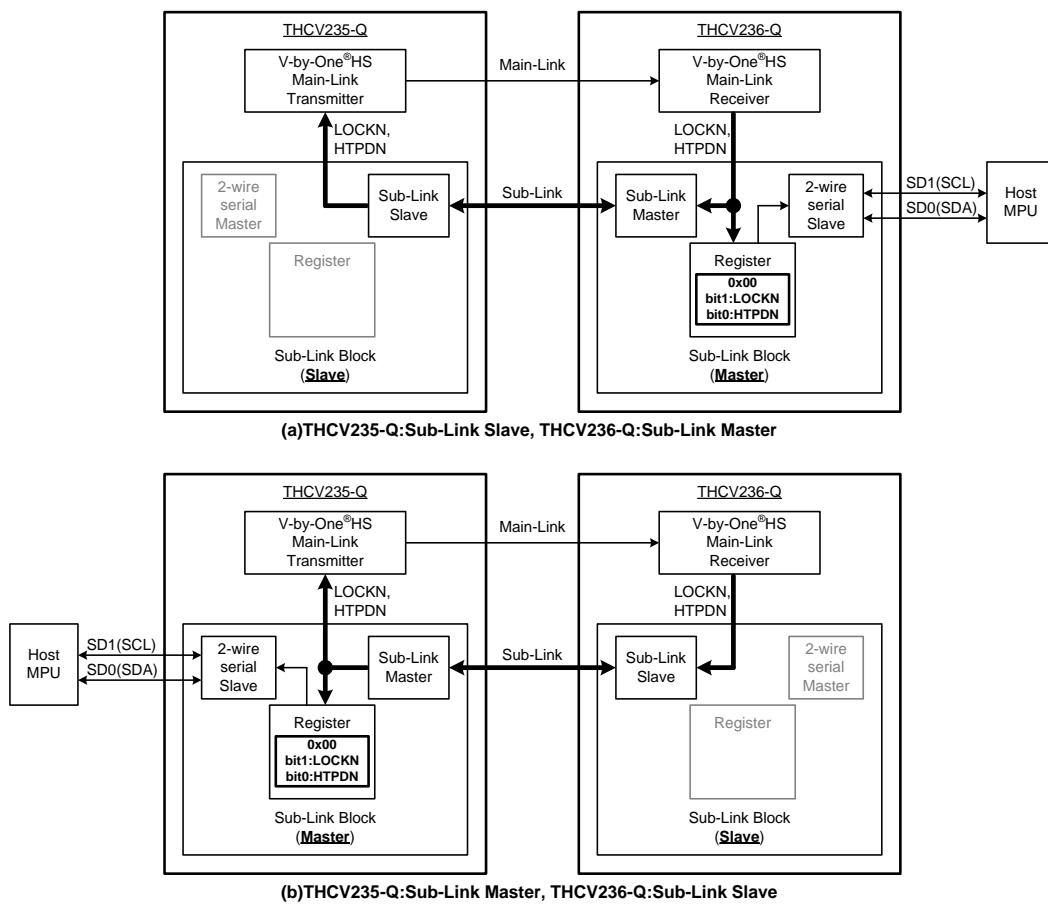 THCV235-Q
V-by-One®HS
Main-Link
Transmitter
Main-Link
THCV236-Q
V-by-One®HS
Main-Link
Receiver
LOCKN,
HTPDN
LOCKN,
HTPDN
2-wire
serial
Master
Sub-Link
Slave
Sub-Link
Sub-Link
Master
2-wire
serial
Slave
SD1(SCL)
SD0(SDA)
Host
MPU
Register
Register
0x00
bit1:LOCKN
bit0:HTPDN
Sub-Link Block
(Slave)
Sub-Link Block
(Master)
(a)THCV235-Q:Sub-Link Slave, THCV236-Q:Sub-Link Master
THCV235-Q
V-by-One®HS
Main-Link
Transmitter
Main-Link
THCV236-Q
V-by-One®HS
Main-Link
Receiver
LOCKN,
HTPDN
LOCKN,
HTPDN
Host
MPU
SD1(SCL)
SD0(SDA)
2-wire
serial
Slave
Sub-Link
Master
Sub-Link
Sub-Link
Slave
2-wire
serial
Master
Register
0x00
bit1:LOCKN
bit0:HTPDN
Register
Sub-Link Block
(Master)
Sub-Link Block
(Slave)
(b)THCV235-Q:Sub-Link Master, THCV236-Q:Sub-Link Slave